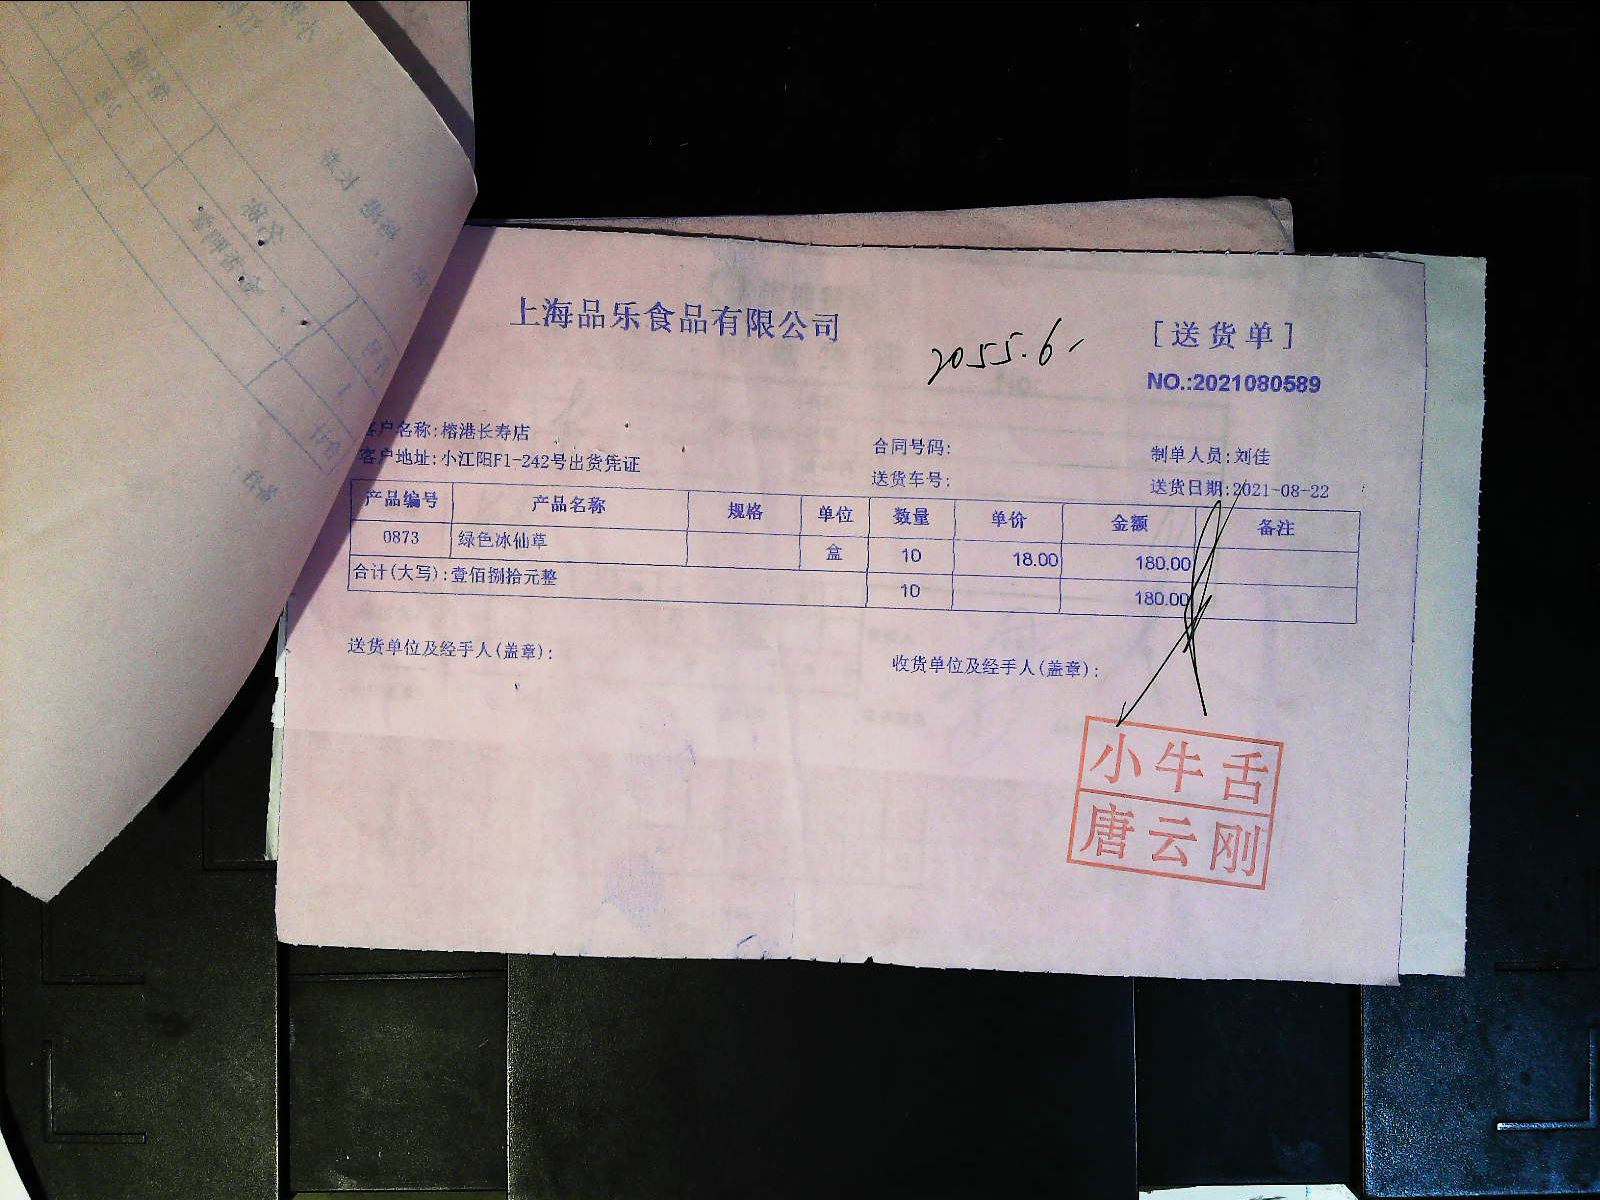 上海品乐食品有限公司
2055.6.
[送货单]
NO.:2021080589
客户名称:榕港长寿店
合同号码:
制单人员:刘佳
客户地址:小江阳F1-242号出货凭证
送货车号:
送货日期:2021-08-22
产品编号 产品名称 规格 单位 数量 单价 金额 备注
0873 绿色冰仙草 盒 10 18.00 180.00
合计(大写):壹佰捌拾元整 10 180.00
送货单位及经手人(盖章):
收货单位及经手人(盖章):
小牛舌
唐云刚